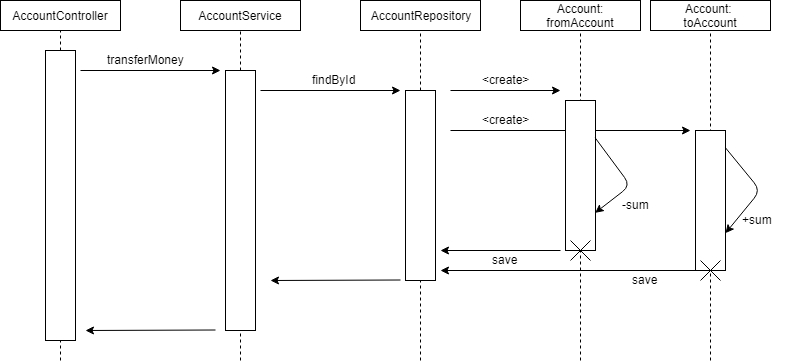 AccountController
AccountService
AccountRepository
Account:
fromAccount
Account:
toAccount
transferMoney
findById
<create>
<create>
-sum
+sum
save
save